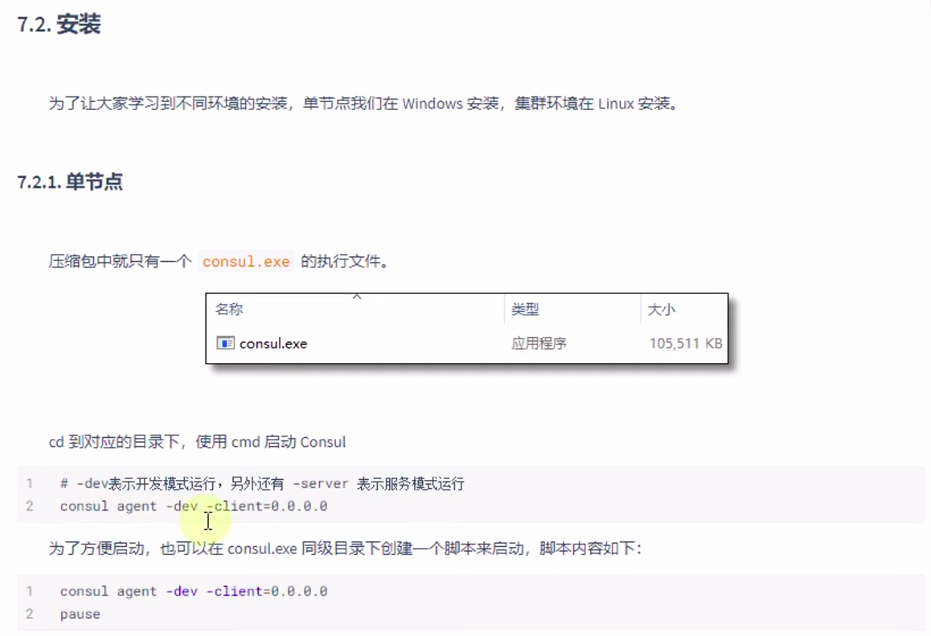 7.2. 安装
为了让大家学习到不同环境的安装，单节点我们在 Windows 安装，集群环境在 Linux 安装。
7.2.1. 单节点
压缩包中就只有一个 consul.exe 的执行文件。
名称 类型 大小
consul.exe 应用程序 105,511 KB
cd 到对应的目录下，使用 cmd 启动 Consul
1 # -dev表示开发模式运行，另外还有 -server 表示服务模式运行
2 consul agent -dev -client=0.0.0.0
为了方便启动，也可以在 consul.exe 同级目录下创建一个脚本来启动，脚本内容如下：
1 consul agent -dev -client=0.0.0.0
2 pause